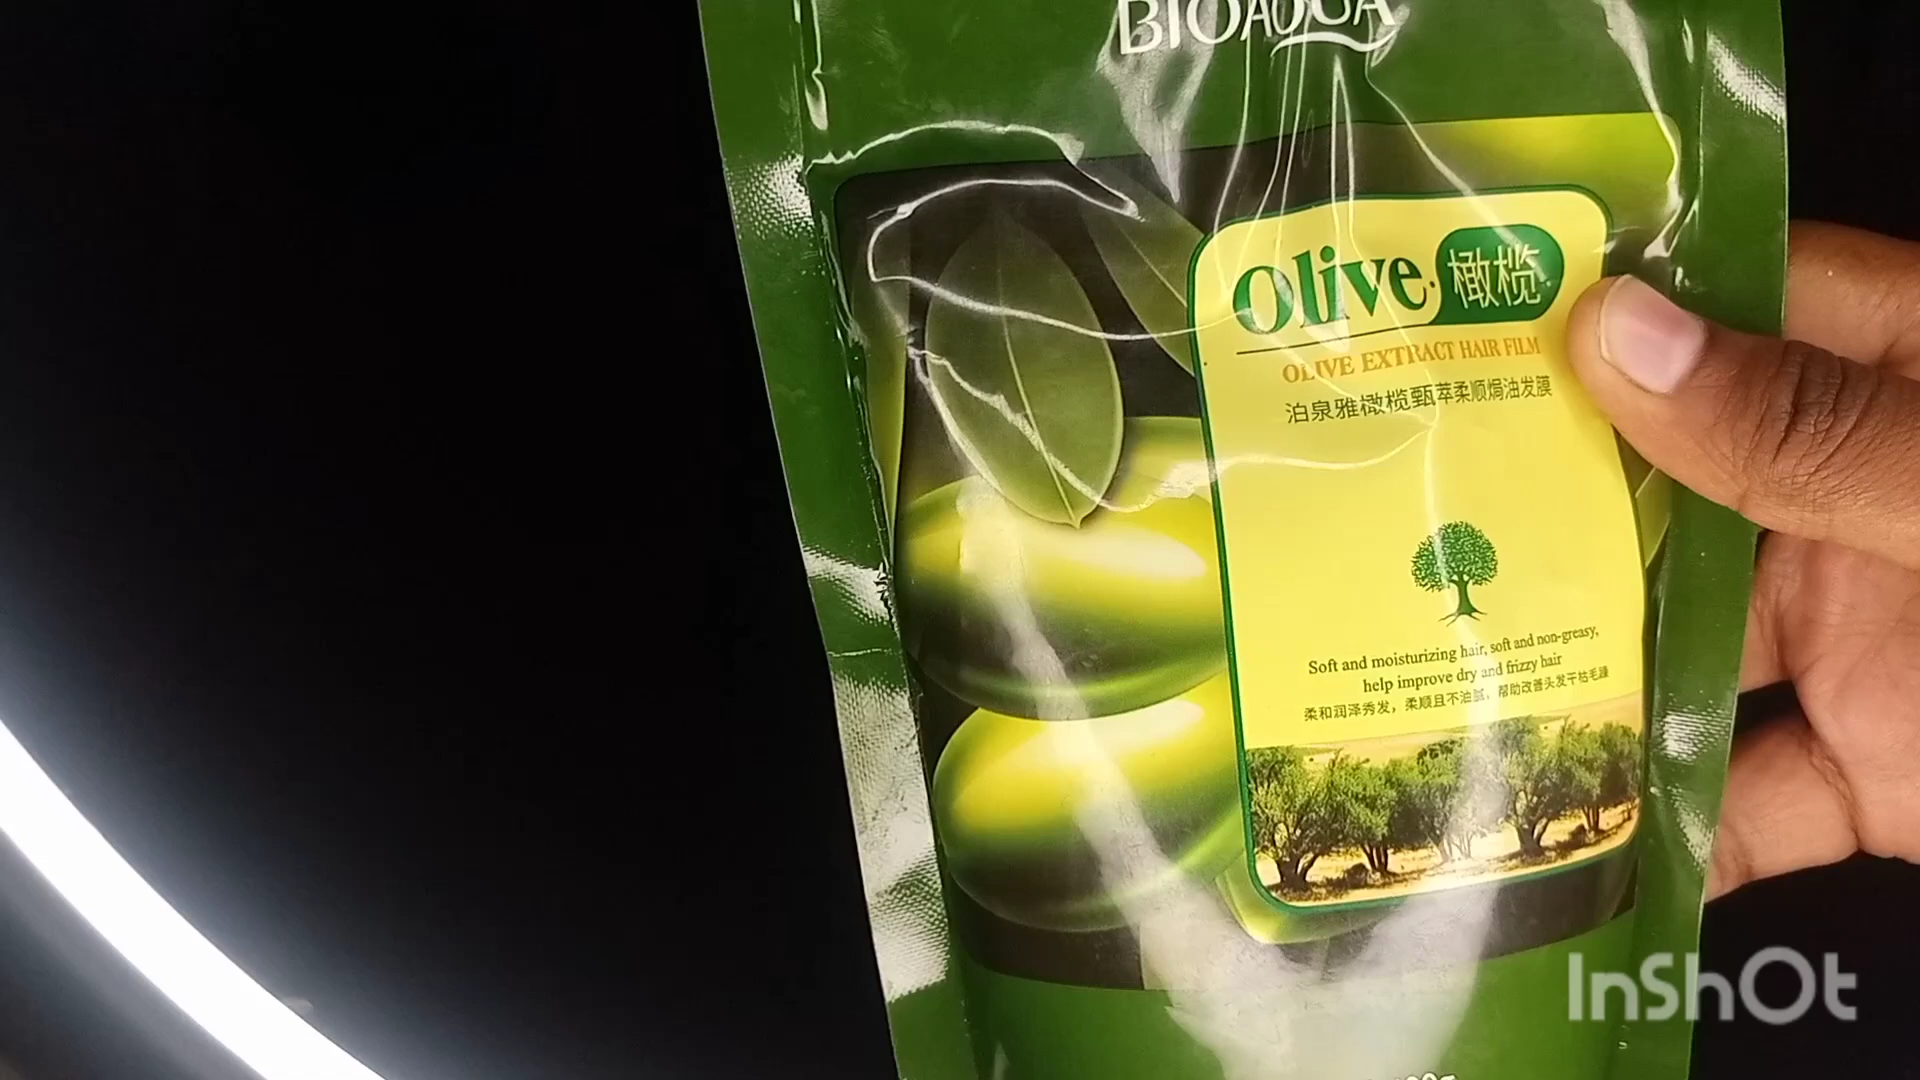 BIOAQUA
Olive 橄榄
OLIVE EXTRACT HAIR FILM
泊泉雅橄榄甄萃柔顺焗油发膜
Soft and moisturizing hair, soft and non-greasy,
help improve dry and frizzy hair
柔和润泽秀发，柔顺且不油腻，帮助改善头发干枯毛躁
InShOt